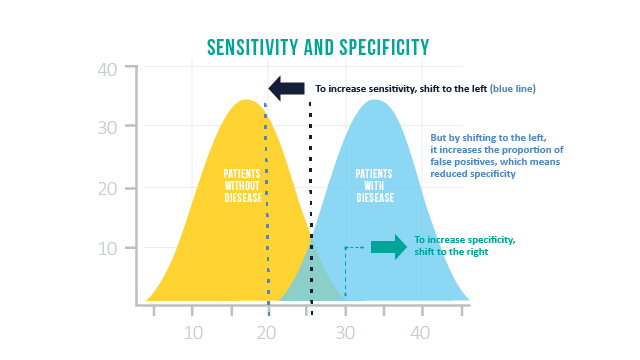 SENSITIVITY AND SPECIFICITY
40
To increase sensitivity, shift to the left (blue line)
30
But by shifting to the left,
it increases the proportion of
false positives, which means
reduced specificity
PATIENTS
WITHOUT
DIESEASE
PATIENTS
WITH
DIESEASE
20
10
To increase specificity,
shift to the right
10
20
30
40